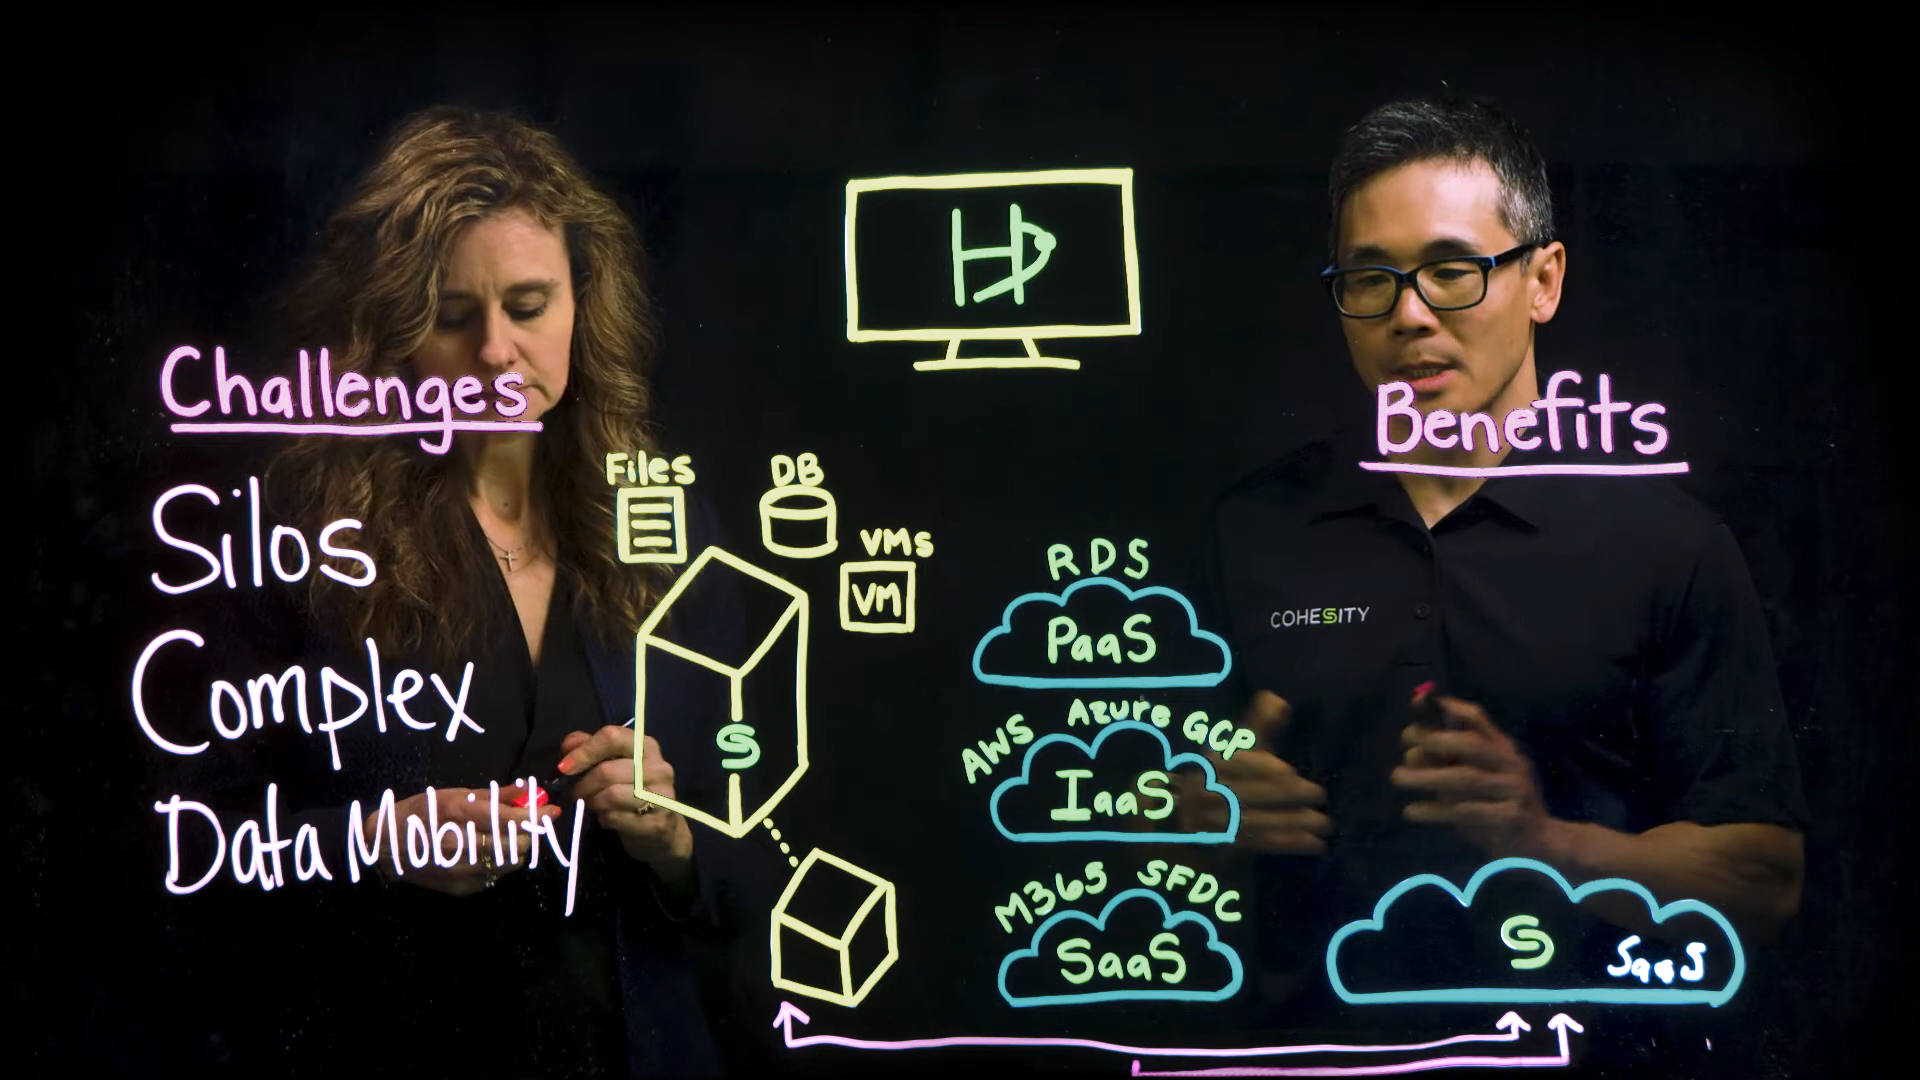 Challenges
Silos
Complex
Data Mobility
Files
DB
VMs
VM
S
RDS
PaaS
AWS Azure GCP
IaaS
M365 SFDC
SaaS
Benefits
COHESITY
S SaaS